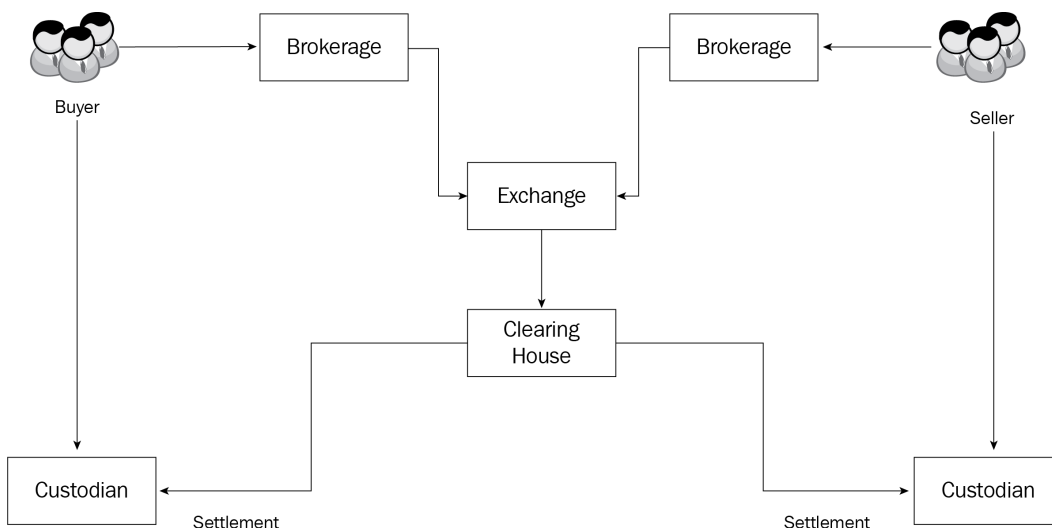 Brokerage
Brokerage
Buyer
Seller
Exchange
Clearing
House
Custodian
Custodian
Settlement
Settlement